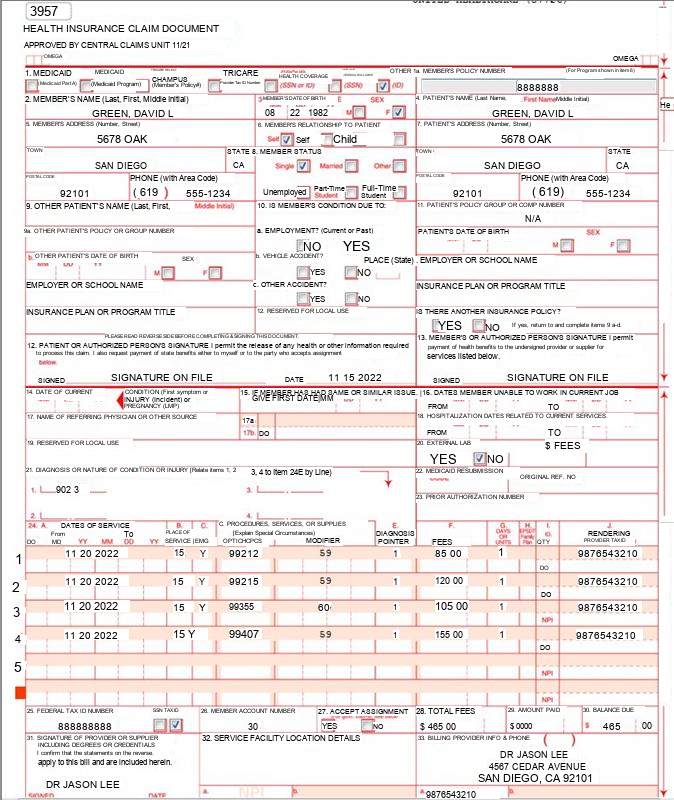 3957
HEALTH INSURANCE CLAIM DOCUMENT
APPROVED BY CENTRAL CLAIMS UNIT 11/21
OMEGA OMEGA
1. MEDICAID MEDICAID CHAMPUS TRICARE HEALTH COVERAGE OTHER 1a. MEMBER'S POLICY NUMBER (For Program shown in item 6)
(Medicaid Part A) (Medicaid Program) (Member's Policy#) (SSN or ID) (SSN) (ID) 8888888
2. MEMBER'S NAME (Last, First, Middle Initial) 3 MEMBER'S DATE OF BIRTH SEX 4. PATIENT'S NAME (Last Name, First Name Middle Initial)
GREEN, DAVID L 08 22 1982 M F GREEN, DAVID L
He
5. MEMBER'S ADDRESS (Number, Street) 6. MEMBER'S RELATIONSHIP TO PATIENT 7. PATIENT'S ADDRESS (Number, Street)
5678 OAK Self Self Child 5678 OAK
TOWN STATE 8. MEMBER STATUS TOWN STATE
SAN DIEGO CA Single Married Other SAN DIEGO CA
POSTAL CODE PHONE (with Area Code) POSTAL CODE PHONE (with Area Code)
92101 ( 619 ) 555-1234 Unemployed Part-Time Student Full-Time Student 92101 ( 619) 555-1234
9. OTHER PATIENT'S NAME (Last, First, Middle Initial) 10. IS MEMBER'S CONDITION DUE TO: 11. PATIENT'S POLICY GROUP OR COMP NUMBER
N/A
9a. OTHER PATIENT'S POLICY OR GROUP NUMBER a. EMPLOYMENT? (Current or Past) PATIENT'S DATE OF BIRTH SEX
NO YES M F
b. OTHER PATIENT'S DATE OF BIRTH SEX b. VEHICLE ACCIDENT? PLACE (State) . EMPLOYER OR SCHOOL NAME
MM DD YY M F YES NO
EMPLOYER OR SCHOOL NAME c. OTHER ACCIDENT? INSURANCE PLAN OR PROGRAM TITLE
YES NO
INSURANCE PLAN OR PROGRAM TITLE 12. RESERVED FOR LOCAL USE IS THERE ANOTHER INSURANCE POLICY?
YES NO If yes, return to and complete items 9 a-d.
PLEASE READ REVERSE SIDE BEFORE COMPLETING & SIGNING THIS DOCUMENT.
12. PATIENT OR AUTHORIZED PERSON'S SIGNATURE I permit the release of any health or other information required 13. MEMBER'S OR AUTHORIZED PERSON'S SIGNATURE I permit
to process this claim. I also request payment of state benefits either to myself or to the party who accepts assignment payment of health benefits to the undersigned provider or supplier for
below. services listed below.
SIGNED SIGNATURE ON FILE DATE 11 15 2022 SIGNED SIGNATURE ON FILE
14. DATE OF CURRENT CONDITION (First symptom or 15. IF MEMBER HAS HAD SAME OR SIMILAR ISSUE. 16. DATES MEMBER UNABLE TO WORK IN CURRENT JOB
INJURY (Incident) or GIVE FIRST DATE MM
PREGNANCY (LMP) FROM TO
17. NAME OF REFERRING PHYSICIAN OR OTHER SOURCE 17a 18. HOSPITALIZATION DATES RELATED TO CURRENT SERVICES.
17b. DO FROM TO
19. RESERVED FOR LOCAL USE 20. EXTERNAL LAB $ FEES
YES NO
21. DIAGNOSIS OR NATURE OF CONDITION OR INJURY (Relate items 1, 2 3, 4 to Item 24E by Line) 22. MEDICAID RESUBMISSION
CODE ORIGINAL REF. NO
1. 902 3 3.
23. PRIOR AUTHORIZATION NUMBER
2. 4.
24. A. DATES OF SERVICE B. C. C. PROCEDURES, SERVICES, OR SUPPLIES E. F. G. H. I. J.
From To PLACE OF (Explain Special Circumstances) DIAGNOSIS DAYS OR UNITS EPSDT Family Plan ID. RENDERING
DO MD YY MM DD YY SERVICE EMG OPT/CHOPCS MODIFIER POINTER FEES QTY PROVIDER TAXID
1 11 20 2022 15 Y 99212 59 1 85 00 1 9876543210
DO
2 11 20 2022 15 Y 99215 59 1 120 00 1 9876543210
DO
3 11 20 2022 15 Y 99355 60 1 105 00 1 9876543210
NPI
4 11 20 2022 15 Y 99407 59 1 155 00 1 9876543210
DO
5
NPI
NPI
25. FEDERAL TAX ID NUMBER SSN TAX ID 26. MEMBER ACCOUNT NUMBER 27. ACCEPT ASSIGNMENT 28. TOTAL FEES 29. AMOUNT PAID 30. BALANCE DUE
888888888 30 YES NO $ 465 00 $ 0000 $ 465 00
31. SIGNATURE OF PROVIDER OR SUPPLIER 32. SERVICE FACILITY LOCATION DETAILS 33. BILLING PROVIDER INFO & PHONE ( )
INCLUDING DEGREES OR CREDENTIALS
I confirm that the statements on the reverse. DR JASON LEE
apply to this bill and are included herein. 4567 CEDAR AVENUE
SAN DIEGO, CA 92101
DR JASON LEE
SIGNED DATE a. NPI b. a. 9876543210 b.